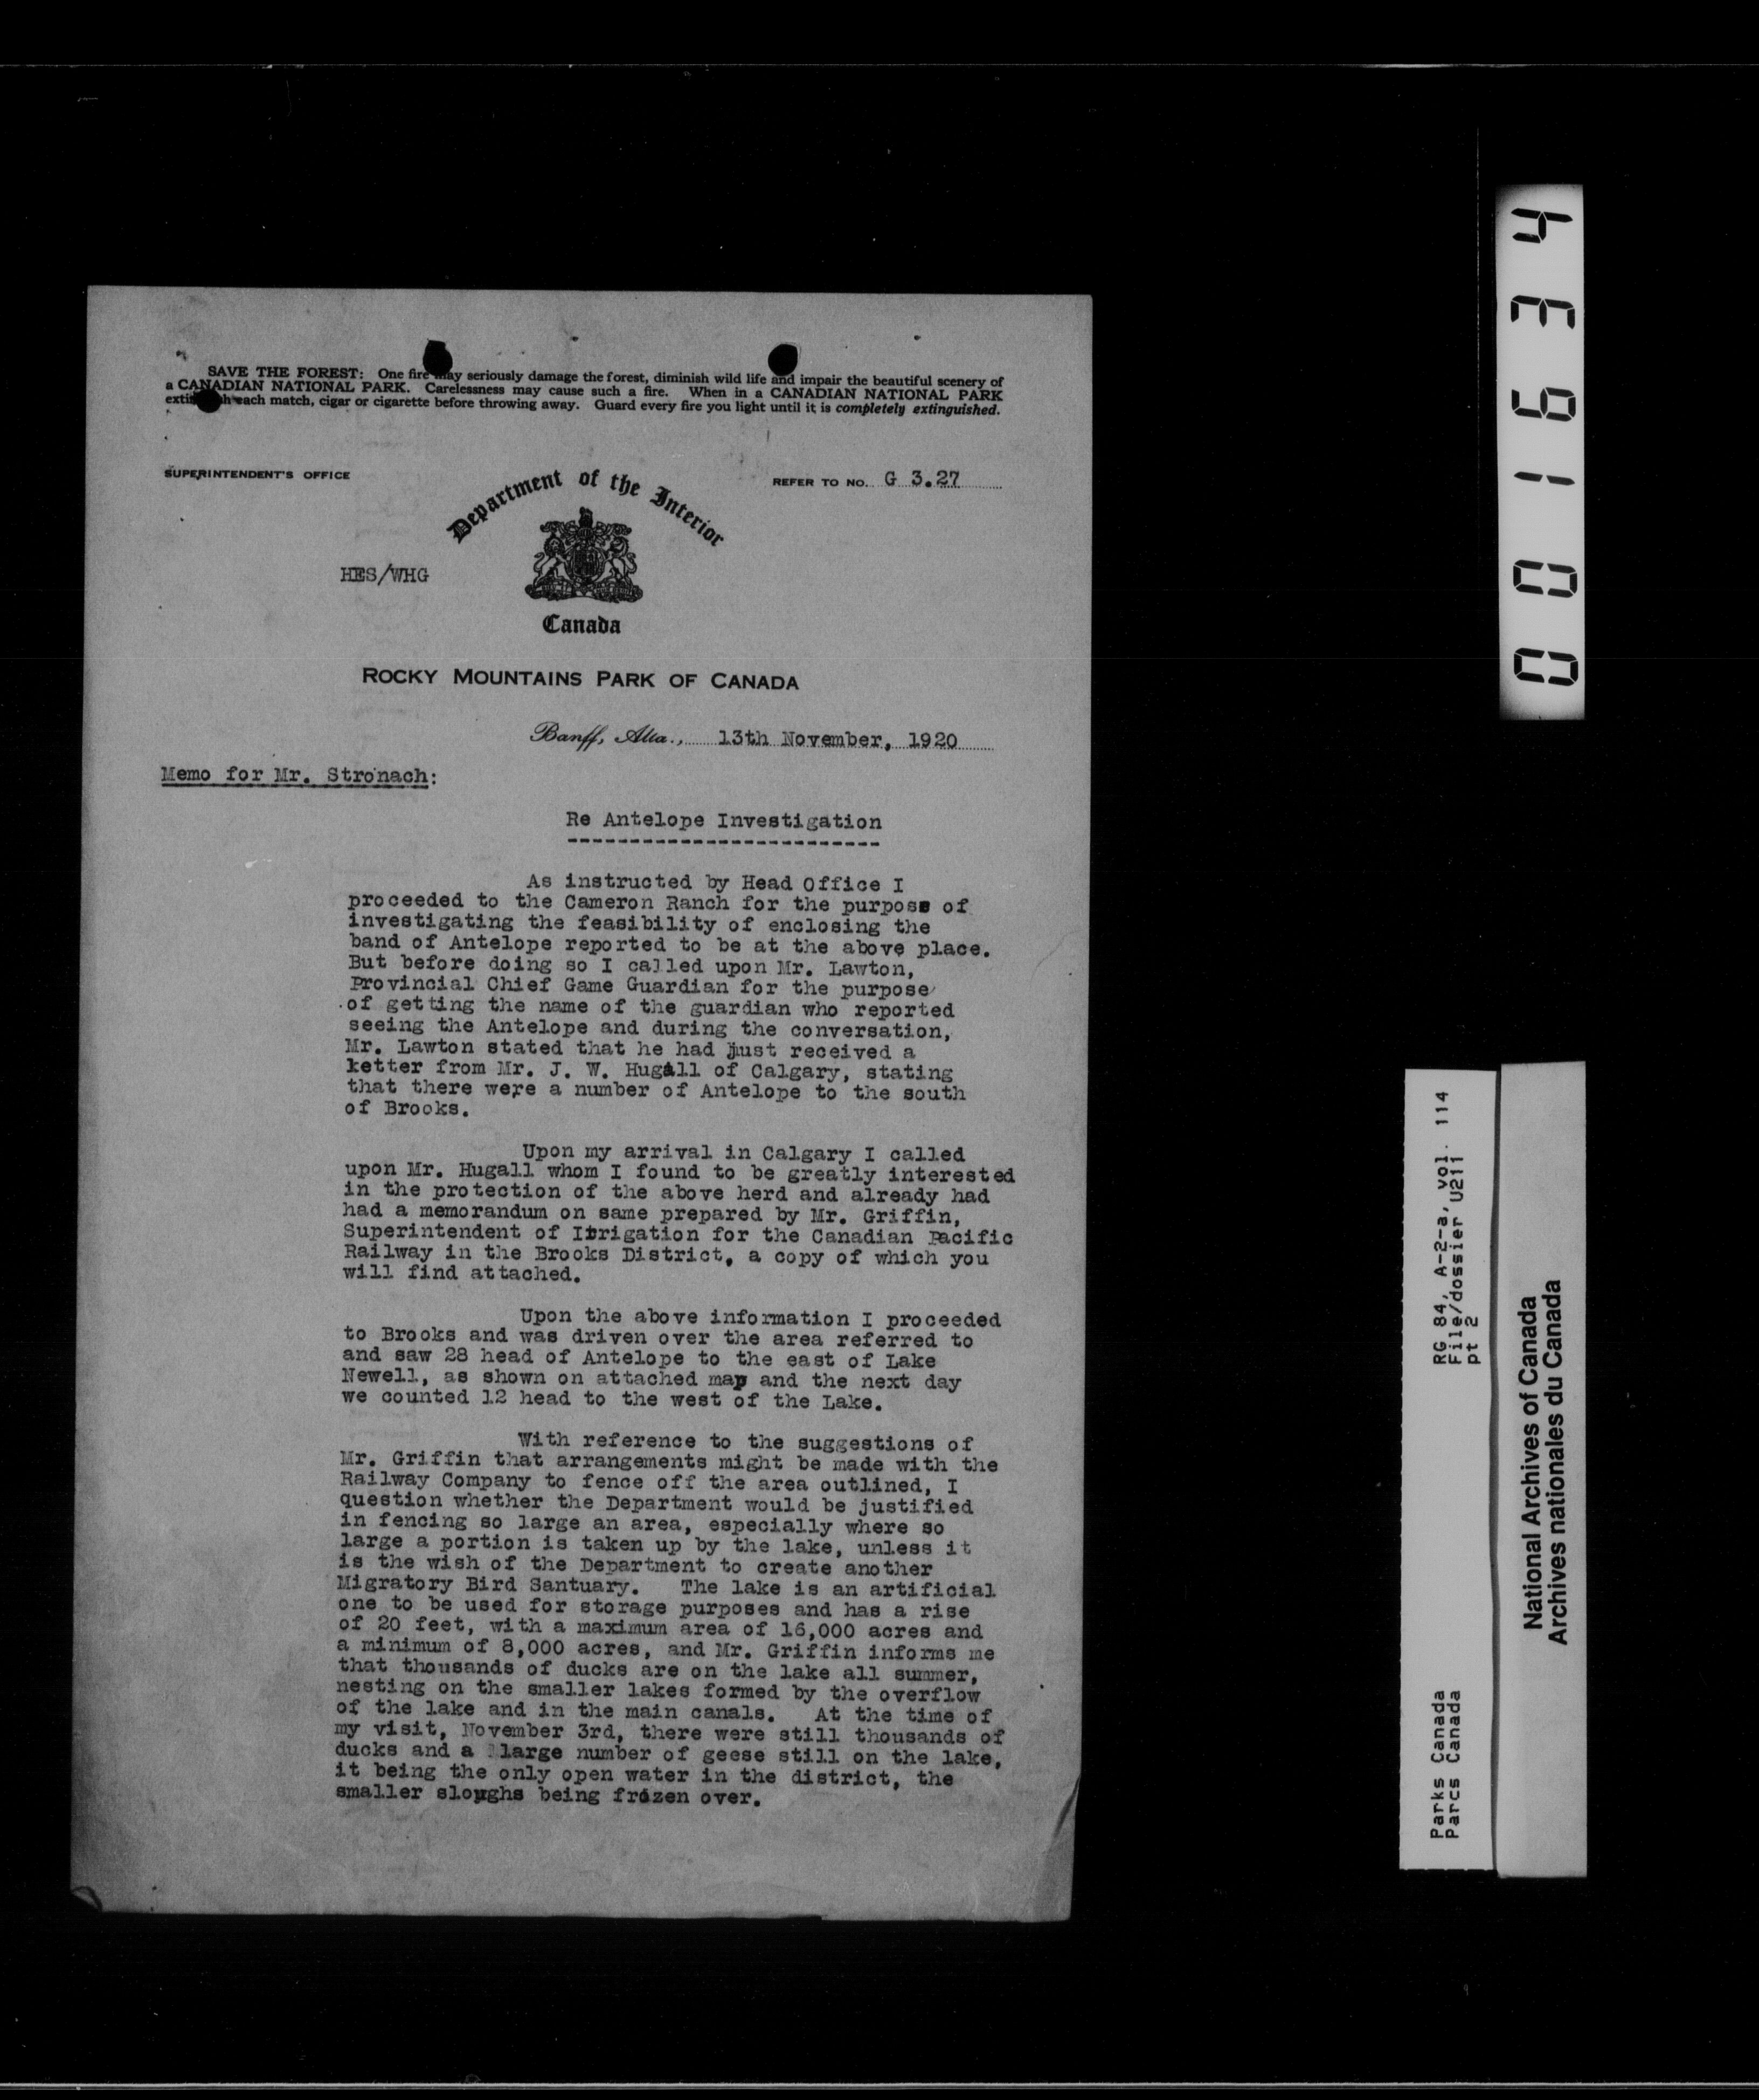 SAVE THE FOREST: One fire may seriously damage the forest, diminish wild life and impair the beautiful scenery of
a CANADIAN NATIONAL PARK. Carelessness may cause such a fire. When in a CANADIAN NATIONAL PARK
each match, cigar or cigarette before throwing away. Guard every fire you light until it is completely extinguished.
SUPERINTENDENT'S OFFICE
REFER TO NO. G 3.27
Department of the Interior
HES/WHG
Canada
ROCKY MOUNTAINS PARK OF CANADA
Banff, Alta., 13th November, 1920
Memo for Mr. Stronach:
Re Antelope Investigation
As instructed by Head Office I
proceeded to the Cameron Ranch for the purpose of
investigating the feasibility of enclosing the
band of Antelope reported to be at the above place.
But before doing so I called upon Mr. Lawton,
Provincial Chief Game Guardian for the purpose
of getting the name of the guardian who reported
seeing the Antelope and during the conversation,
Mr. Lawton stated that he had just received a
letter from Mr. J. W. Hugall of Calgary, stating
that there were a number of Antelope to the south
of Brooks.
Upon my arrival in Calgary I called
upon Mr. Hugall whom I found to be greatly interested
in the protection of the above herd and already had
had a memorandum on same prepared by Mr. Griffin,
Superintendent of Irrigation for the Canadian Pacific
Railway in the Brooks District, a copy of which you
will find attached.
Upon the above information I proceeded
to Brooks and was driven over the area referred to
and saw 28 head of Antelope to the east of Lake
Newell, as shown on attached map and the next day
we counted 12 head to the west of the Lake.
With reference to the suggestions of
Mr. Griffin that arrangements might be made with the
Railway Company to fence off the area outlined, I
question whether the Department would be justified
in fencing so large an area, especially where so
large a portion is taken up by the lake, unless it
is the wish of the Department to create another
Migratory Bird Santuary. The lake is an artificial
one to be used for storage purposes and has a rise
of 20 feet, with a maximum area of 16,000 acres and
a minimum of 8,000 acres, and Mr. Griffin informs me
that thousands of ducks are on the lake all summer,
nesting on the smaller lakes formed by the overflow
of the lake and in the main canals. At the time of
my visit, November 3rd, there were still thousands of
ducks and a large number of geese still on the lake,
it being the only open water in the district, the
smaller sloughs being frozen over.
001634
RG 84, A-2-a, vol. 114
File/dossier U211
pt 2
Parks Canada
Parcs Canada
National Archives of Canada
Archives nationales du Canada